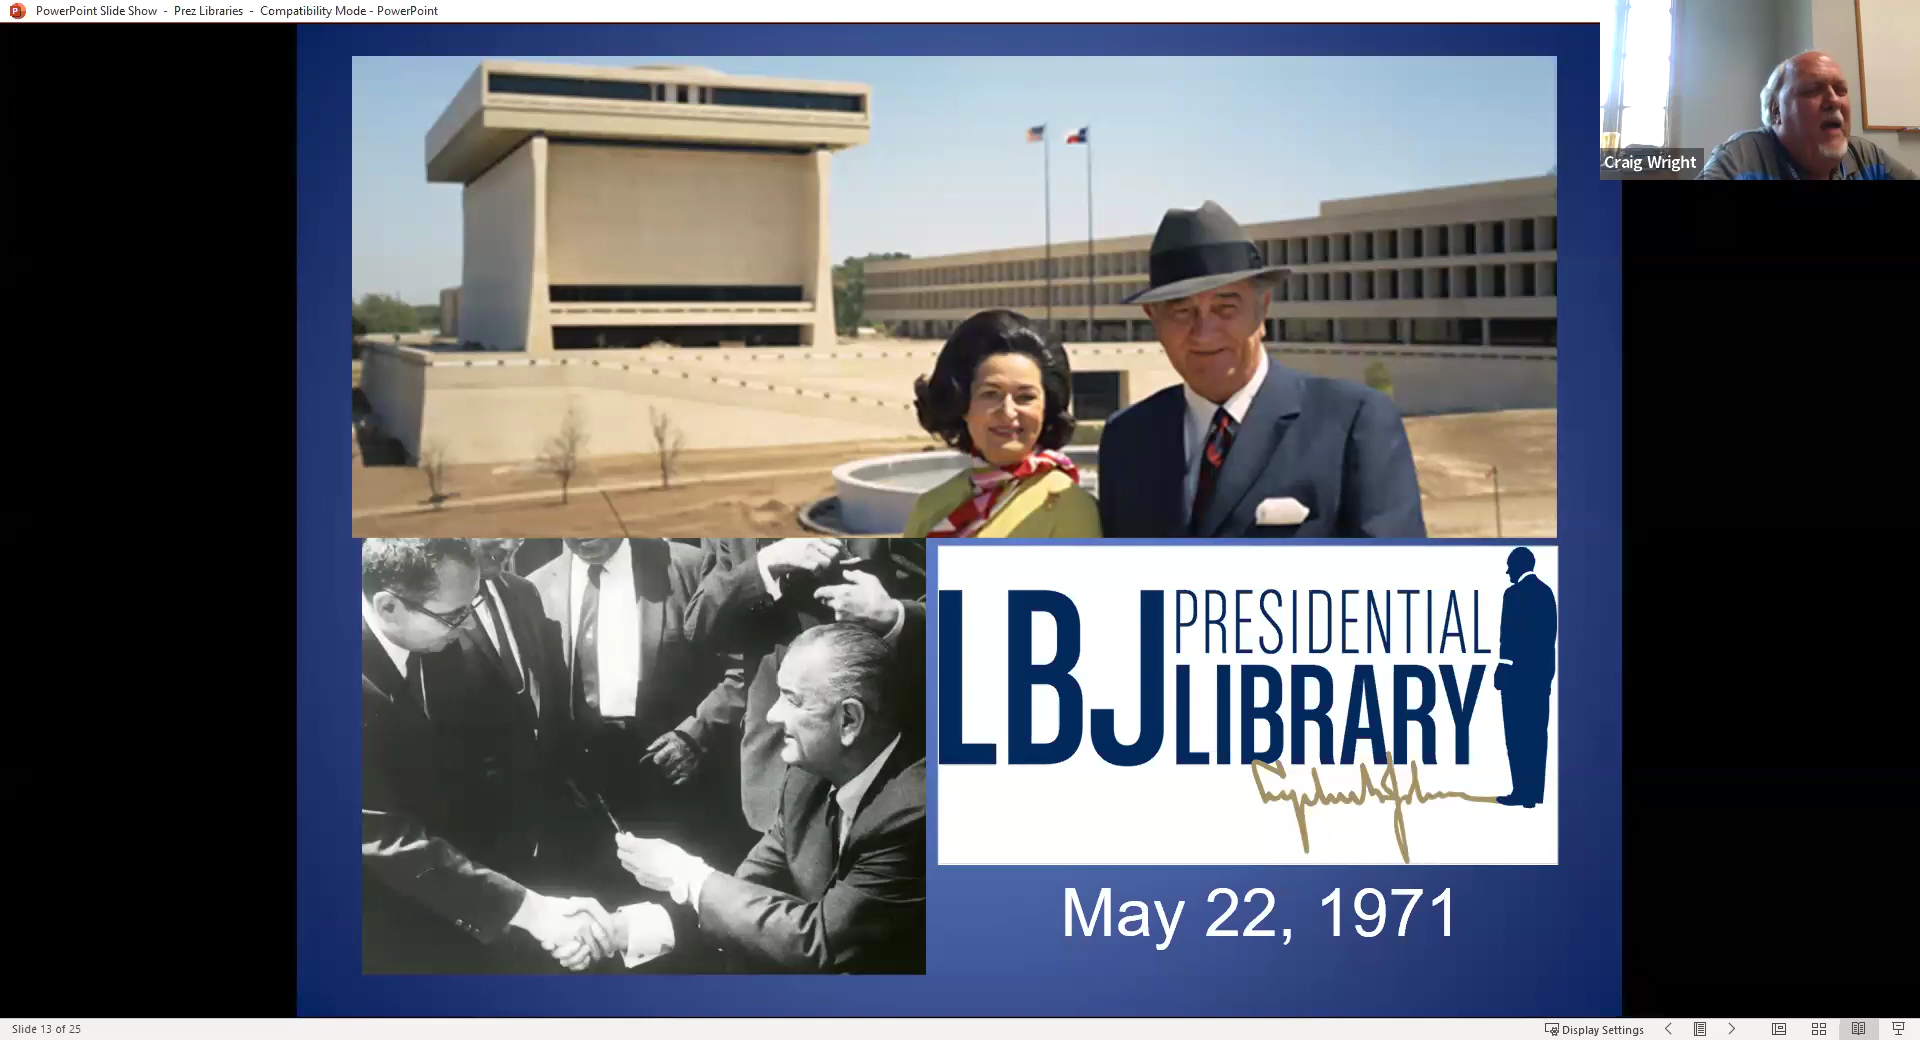 PowerPoint Slide Show - Prez Libraries - Compatibility Mode - PowerPoint
Craig Wright
LBJ PRESIDENTIAL
LIBRARY
May 22, 1971
Slide 13 of 25
Display Settings